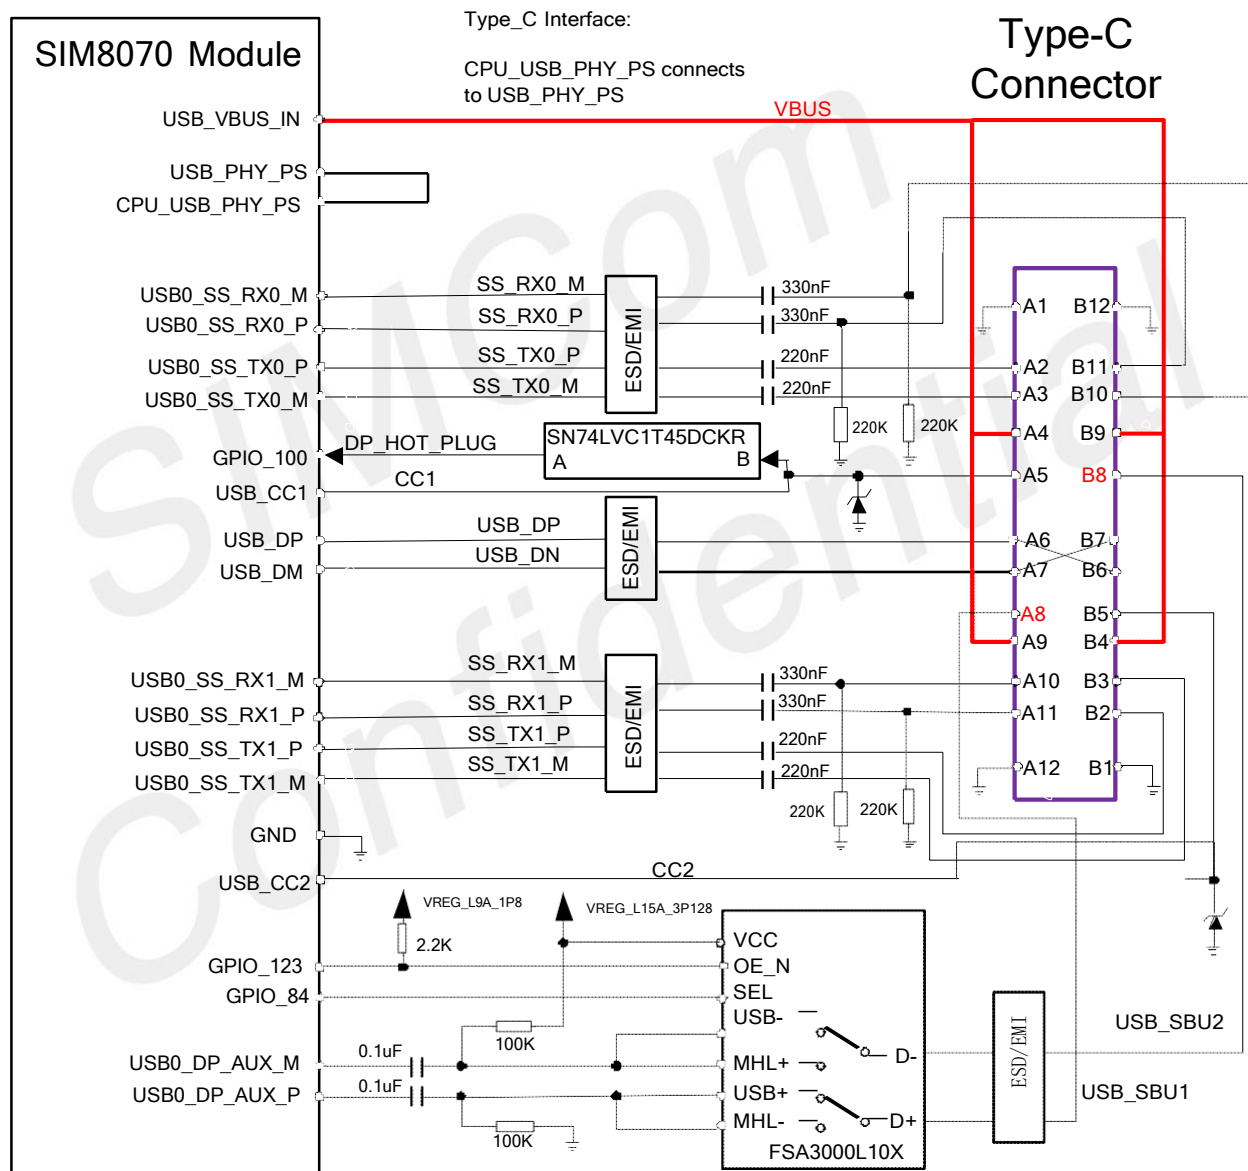 Type_C Interface:
CPU_USB_PHY_PS connects
to USB_PHY_PS
SIM8070 Module
Type-C
Connector
USB_VBUS_IN
VBUS
USB_PHY_PS
CPU_USB_PHY_PS
USB0_SS_RX0_M
SS_RX0_M
330nF
USB0_SS_RX0_P
SS_RX0_P
330nF
USB0_SS_TX0_P
SS_TX0_P
220nF
USB0_SS_TX0_M
SS_TX0_M
220nF
ESD/EMI
220K
220K
A1
B12
A2
B11
A3
B10
A4
B9
A5
B8
A6
B7
A7
B6
A8
B5
A9
B4
A10
B3
A11
B2
A12
B1
GPIO_100
DP_HOT_PLUG
SN74LVC1T45DCKR
A
B
USB_CC1
CC1
USB_DP
USB_DP
USB_DM
USB_DN
ESD/EMI
USB0_SS_RX1_M
SS_RX1_M
330nF
USB0_SS_RX1_P
SS_RX1_P
330nF
USB0_SS_TX1_P
SS_TX1_P
220nF
USB0_SS_TX1_M
SS_TX1_M
220nF
ESD/EMI
220K
220K
GND
USB_CC2
CC2
VREG_L9A_1P8
VREG_L15A_3P128
2.2K
GPIO_123
GPIO_84
VCC
OE_N
SEL
USB-
MHL+
USB+
MHL-
D-
D+
FSA3000L10X
100K
USB0_DP_AUX_M
0.1uF
USB0_DP_AUX_P
0.1uF
100K
ESD/EMI
USB_SBU2
USB_SBU1
SIMCom
Confidential